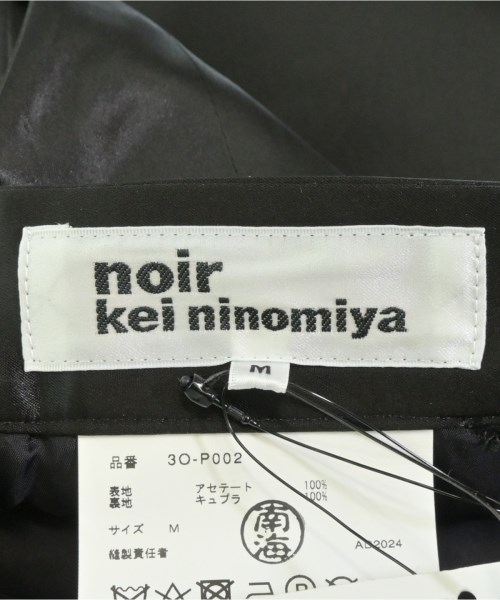 noir
kei ninomiya
M
品番 3O-P002
表地 アセテート 100%
裏地 キュプラ 100%
サイズ M
南海
縫製責任者 AD2024